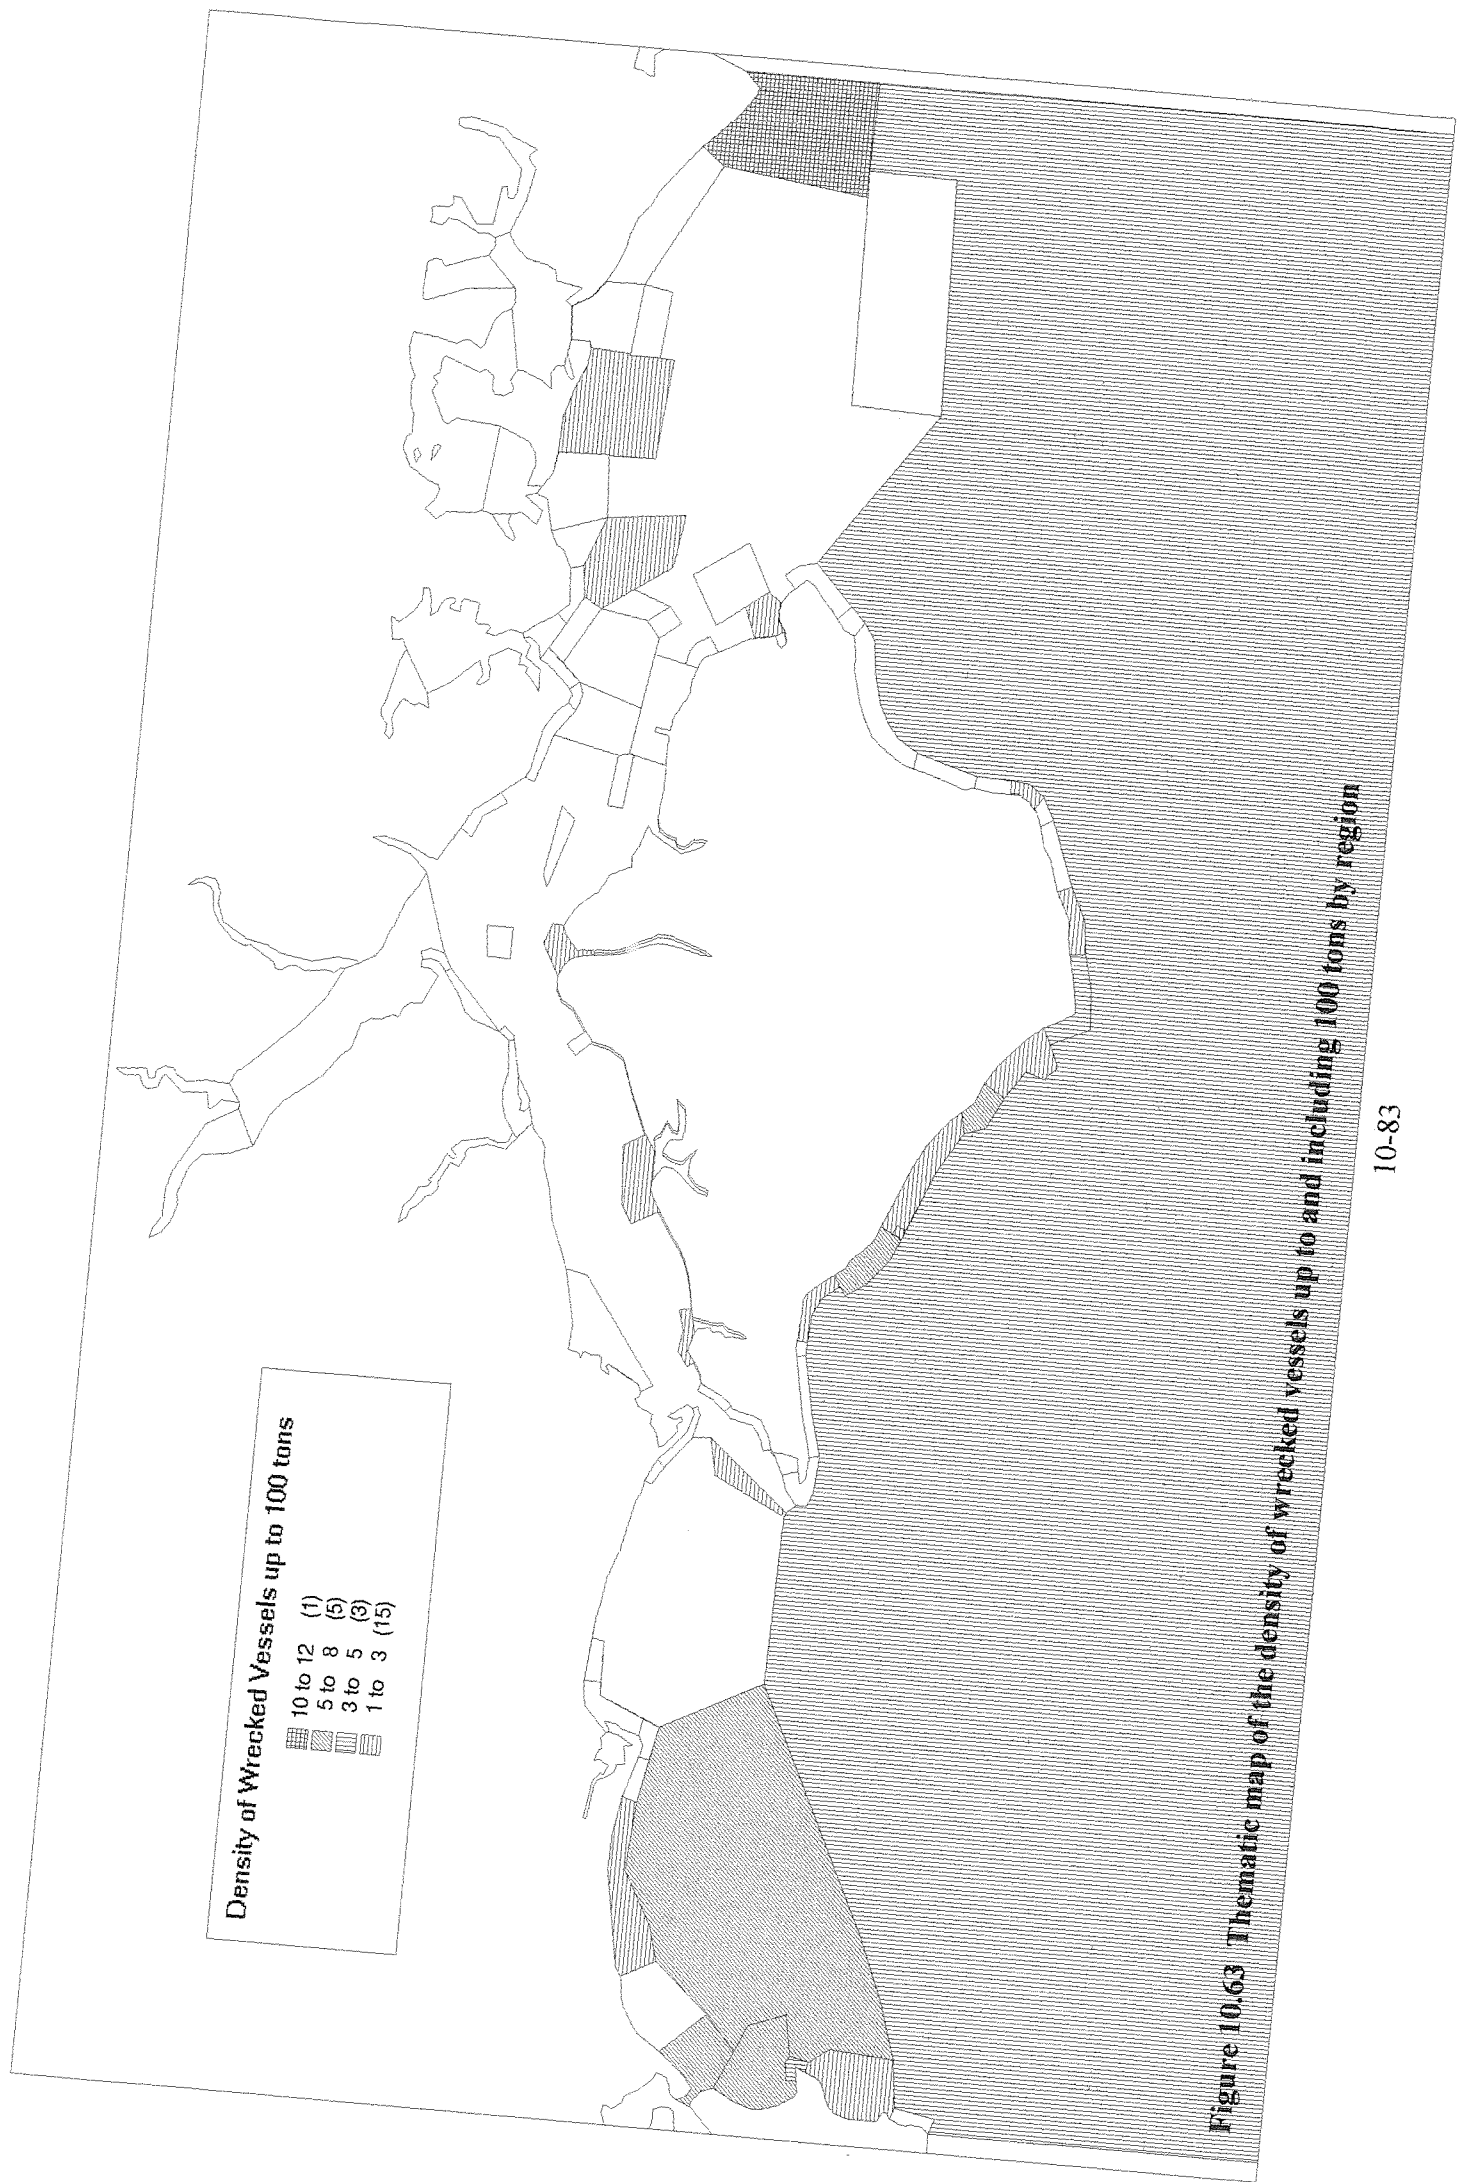 Density of Wrecked Vessels up to 100 tons
10 to 12 (1)
5 to 8 (5)
3 to 5 (3)
1 to 3 (15)
Figure 10.63 Thematic map of the density of wrecked vessels up to and including 100 tons by region
10-83